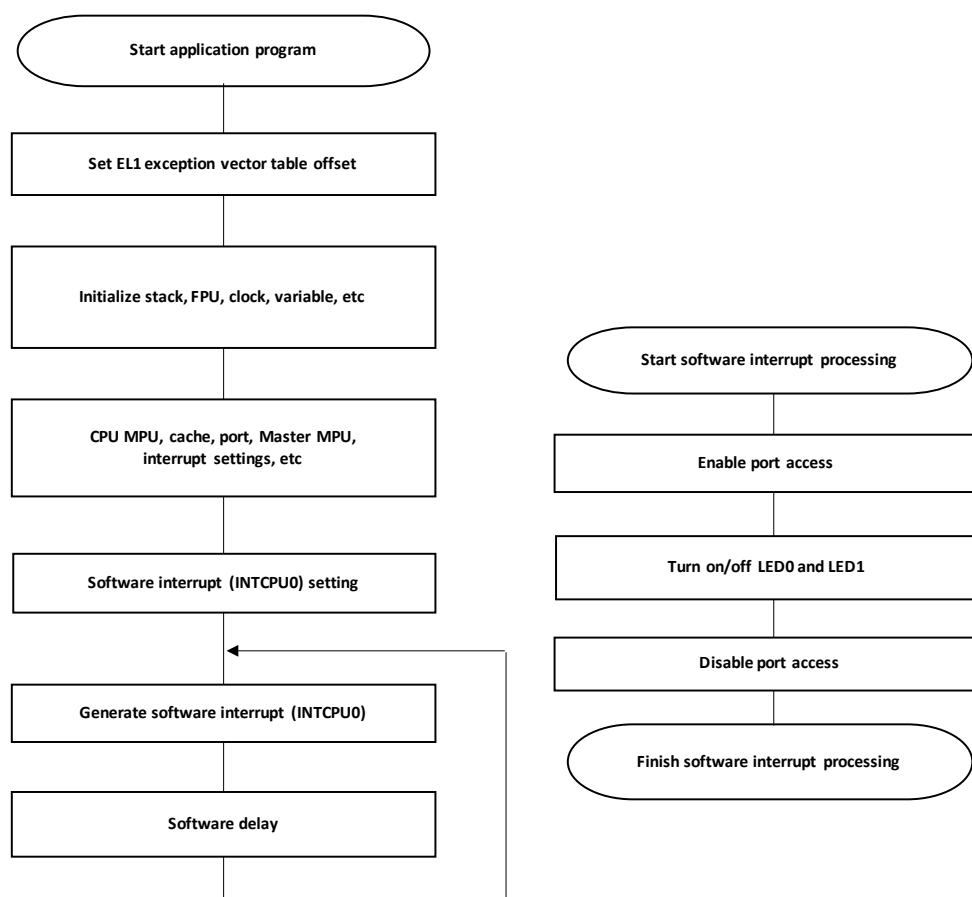 Start application program
Set EL1 exception vector table offset
Initialize stack, FPU, clock, variable, etc
CPU MPU, cache, port, Master MPU,
interrupt settings, etc
Software interrupt (INTCPU0) setting
Generate software interrupt (INTCPU0)
Software delay
Start software interrupt processing
Enable port access
Turn on/off LED0 and LED1
Disable port access
Finish software interrupt processing